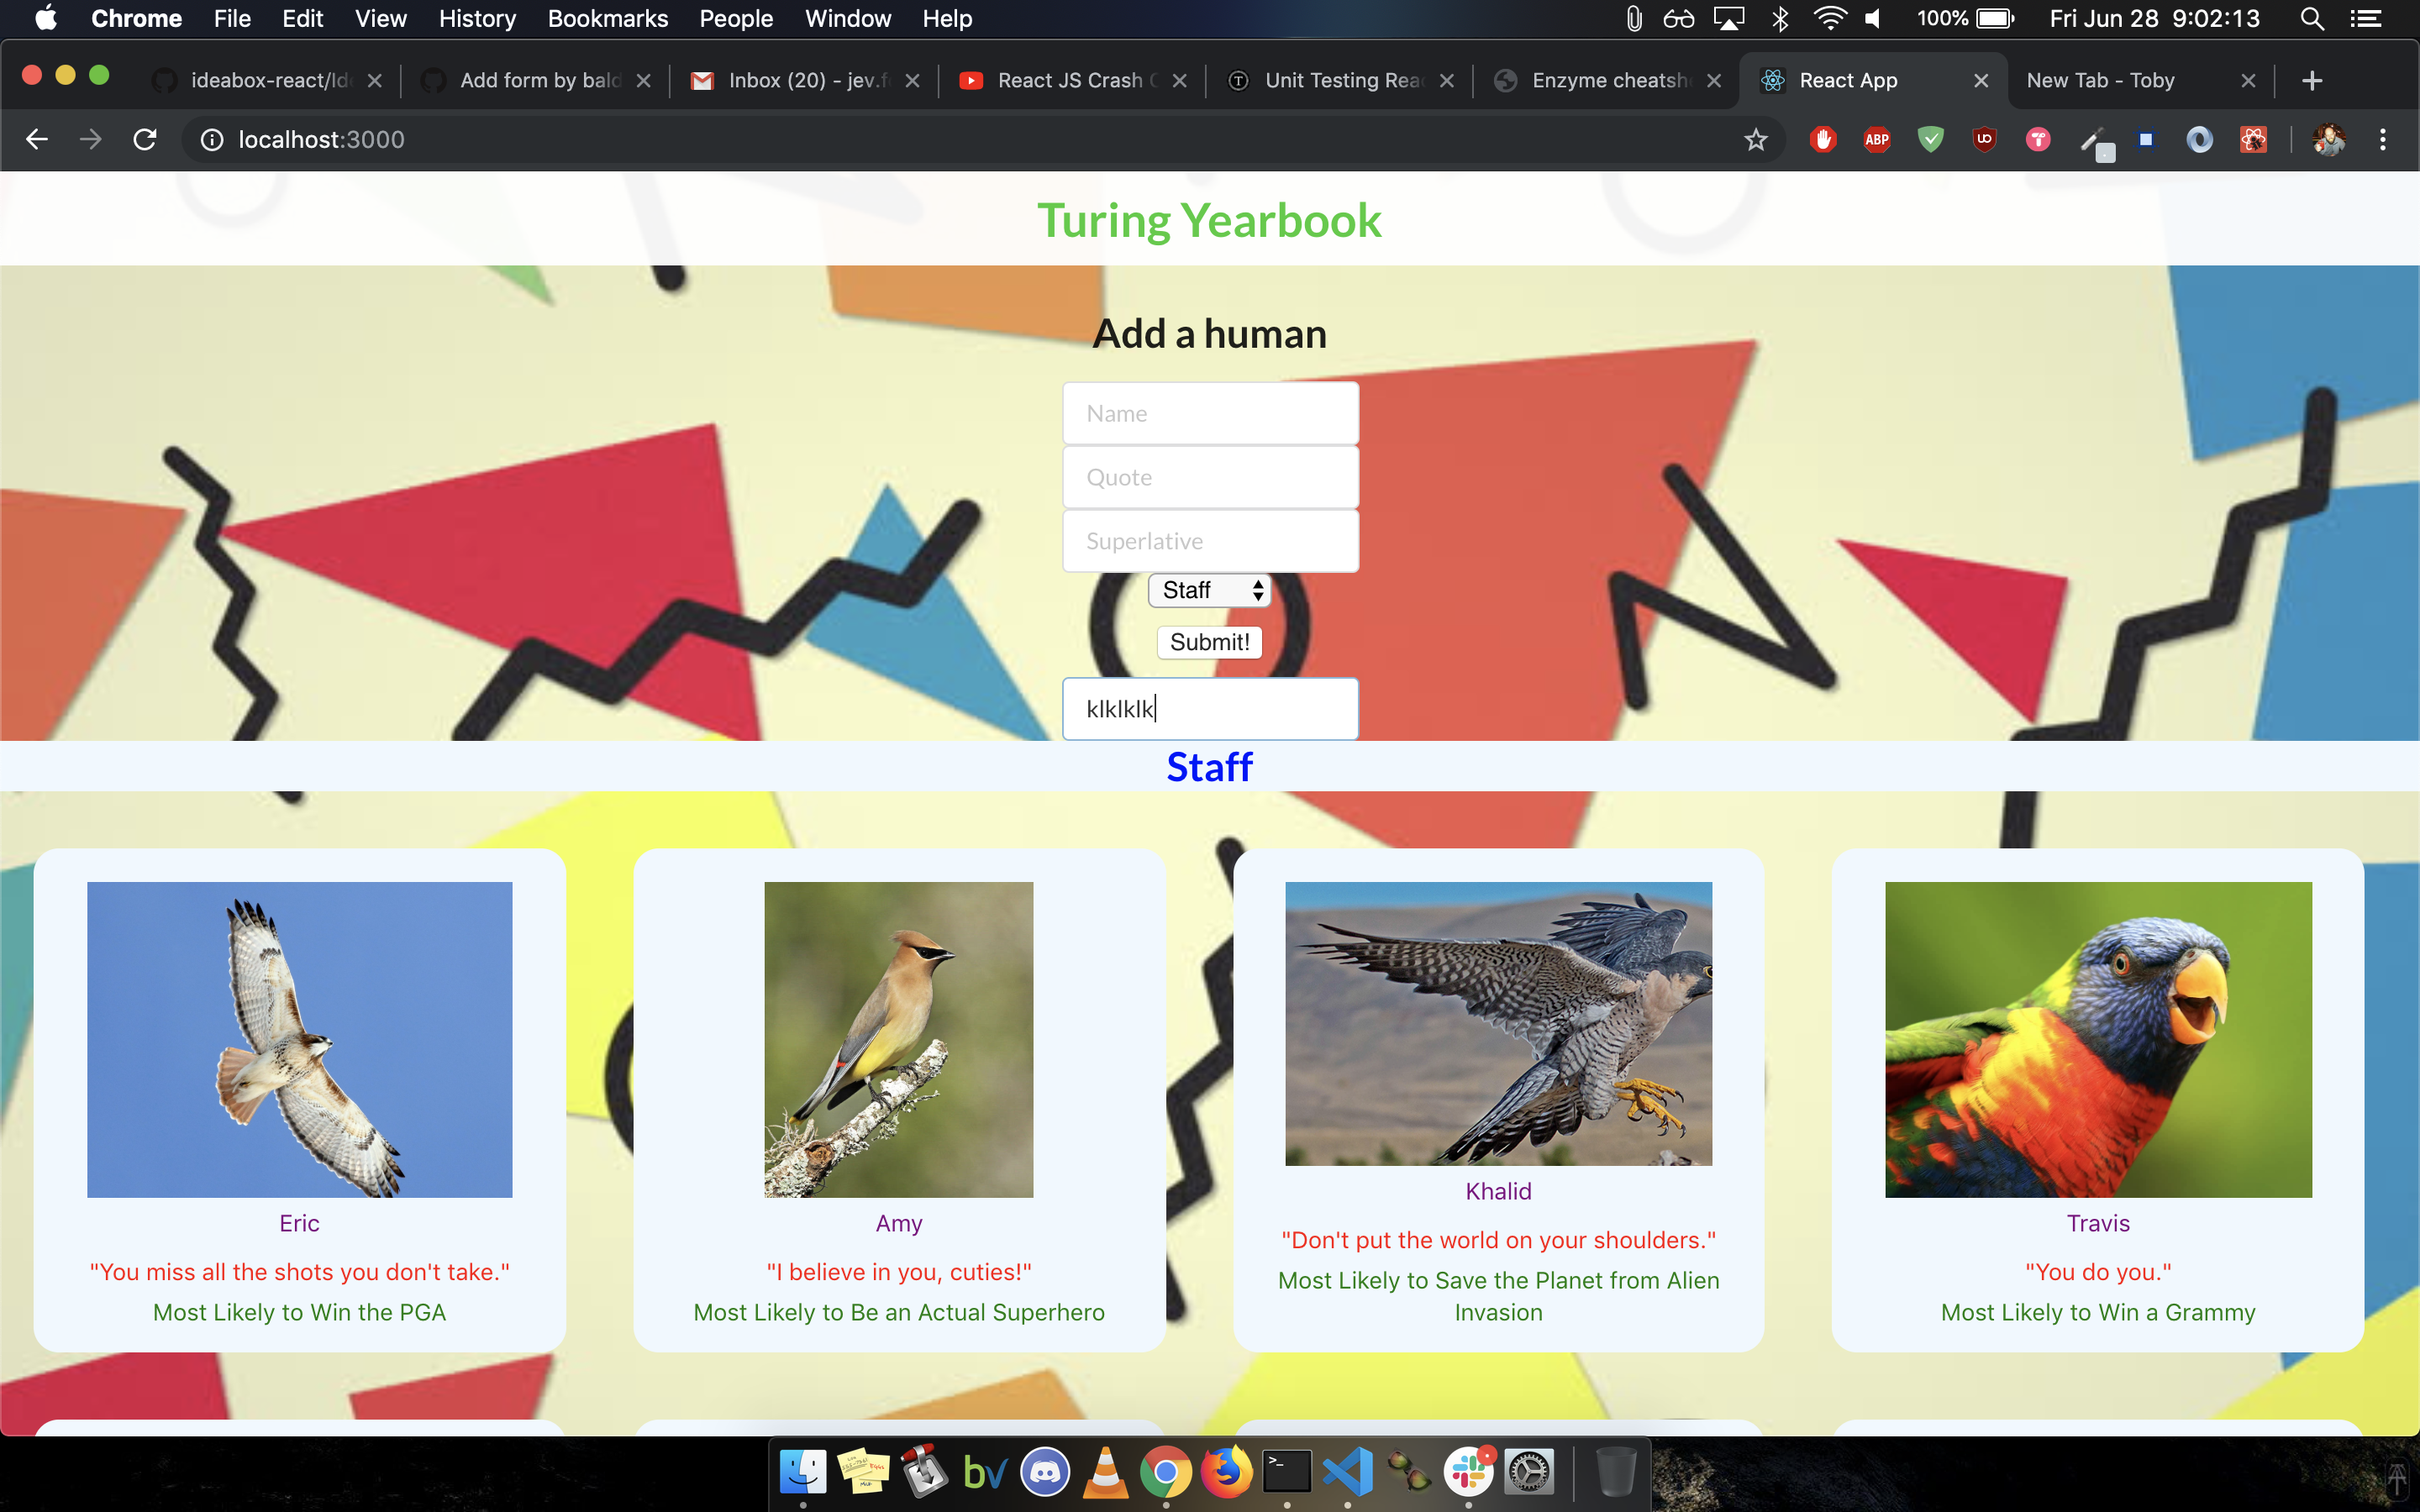 Chrome File Edit View History Bookmarks People Window Help 100% Fri Jun 28 9:02:13
ideabox-react/Id Add form by bald Inbox (20) - jev.f React JS Crash Unit Testing Rea Enzyme cheatsh React App New Tab - Toby
localhost:3000 ABP
Turing Yearbook
Add a human
Name
Quote
Superlative
Staff
Submit!
klklklk
Staff
Eric
"You miss all the shots you don't take."
Most Likely to Win the PGA
Amy
"I believe in you, cuties!"
Most Likely to Be an Actual Superhero
Khalid
"Don't put the world on your shoulders."
Most Likely to Save the Planet from Alien
Invasion
Travis
"You do you."
Most Likely to Win a Grammy
bv